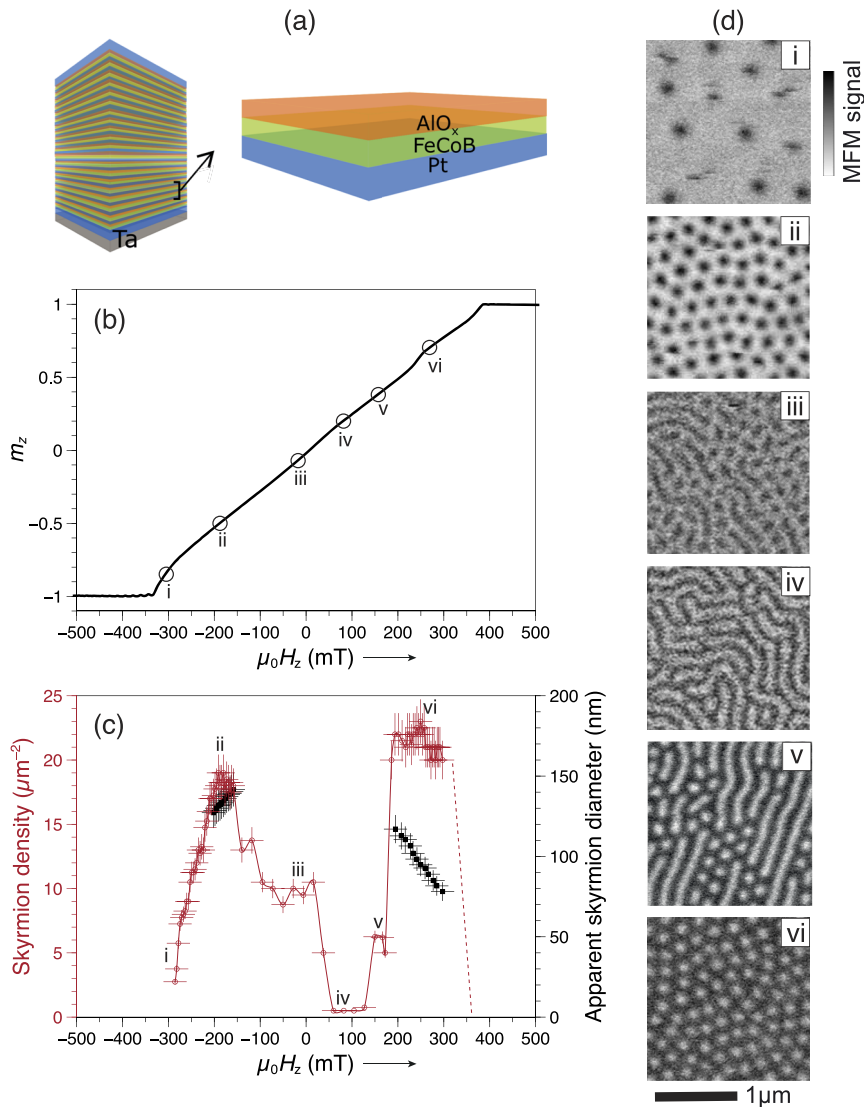 (a)
AlOₓ
FeCoB
Pt
Ta
(b)
1
0.5
0
−0.5
−1
m_z
i
ii
iii
iv
v
vi
−500 −400 −300 −200 −100 0 100 200 300 400 500
μ₀H_z (mT)
(c)
25
20
15
10
5
0
Skyrmion density (μm⁻²)
200
150
100
50
0
Apparent skyrmion diameter (nm)
i
ii
iii
iv
v
vi
−500 −400 −300 −200 −100 0 100 200 300 400 500
μ₀H_z (mT)
(d)
i
MFM signal
ii
iii
iv
v
vi
1μm